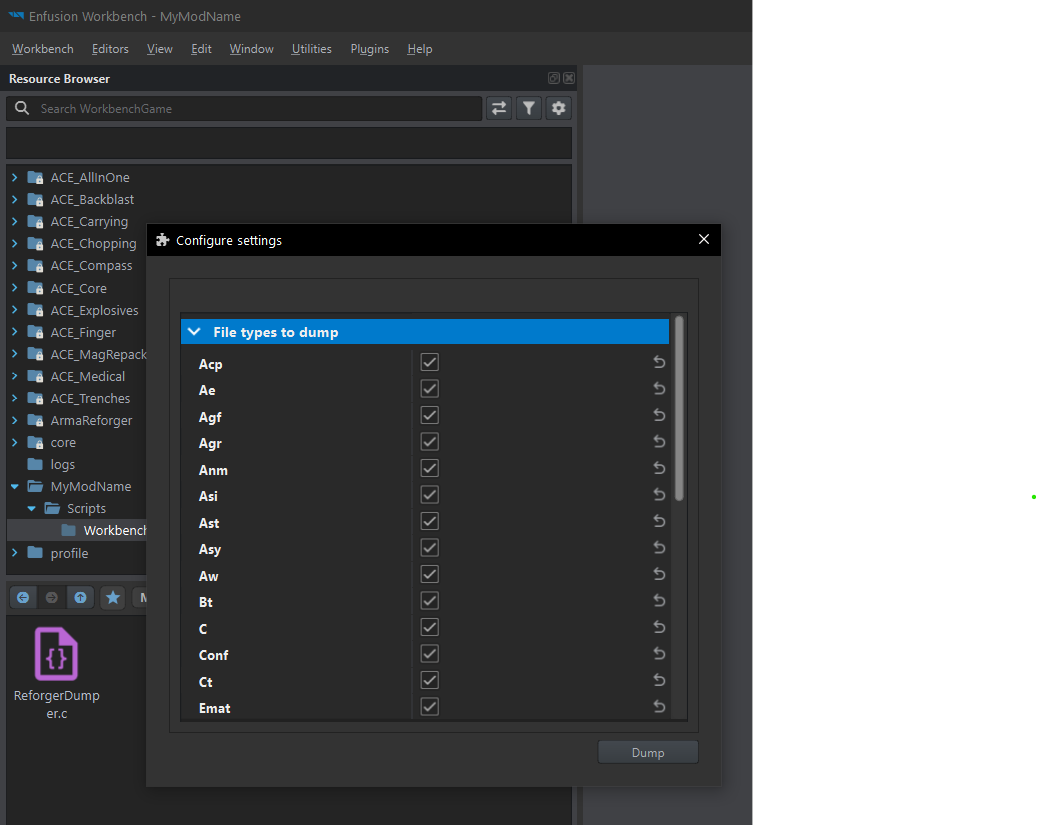 Enfusion Workbench - MyModName
Workbench Editors View Edit Window Utilities Plugins Help
Resource Browser
Search WorkbenchGame
ACE_AllInOne
ACE_Backblast
ACE_Carrying
ACE_Chopping
ACE_Compass
ACE_Core
ACE_Explosives
ACE_Finger
ACE_MagRepack
ACE_Medical
ACE_Trenches
ArmaReforger
core
logs
MyModName
Scripts
Workbench
profile
M
ReforgerDump
er.c
Configure settings
File types to dump
Acp
Ae
Agf
Agr
Anm
Asi
Ast
Asy
Aw
Bt
C
Conf
Ct
Emat
Dump